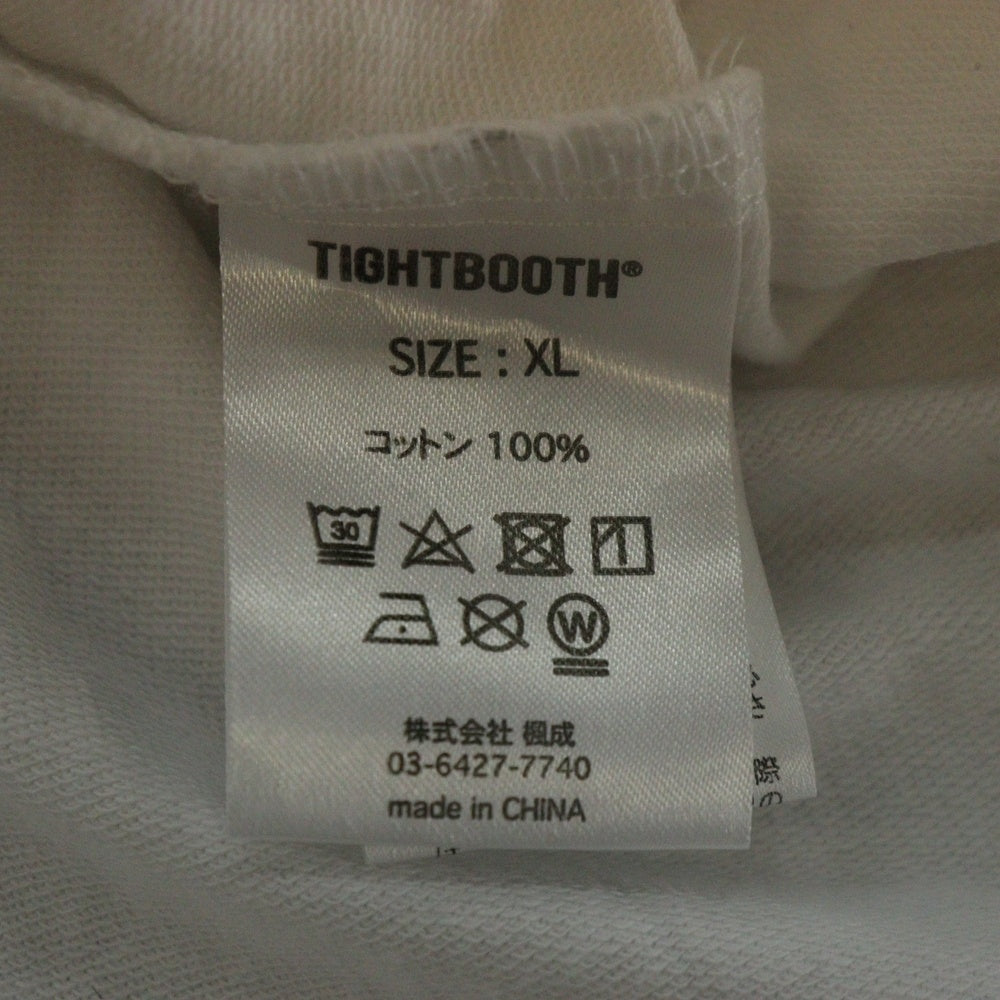 TIGHTBOOTH®
SIZE : XL
コットン 100%
30
W
株式会社 楓成
03-6427-7740
made in CHINA